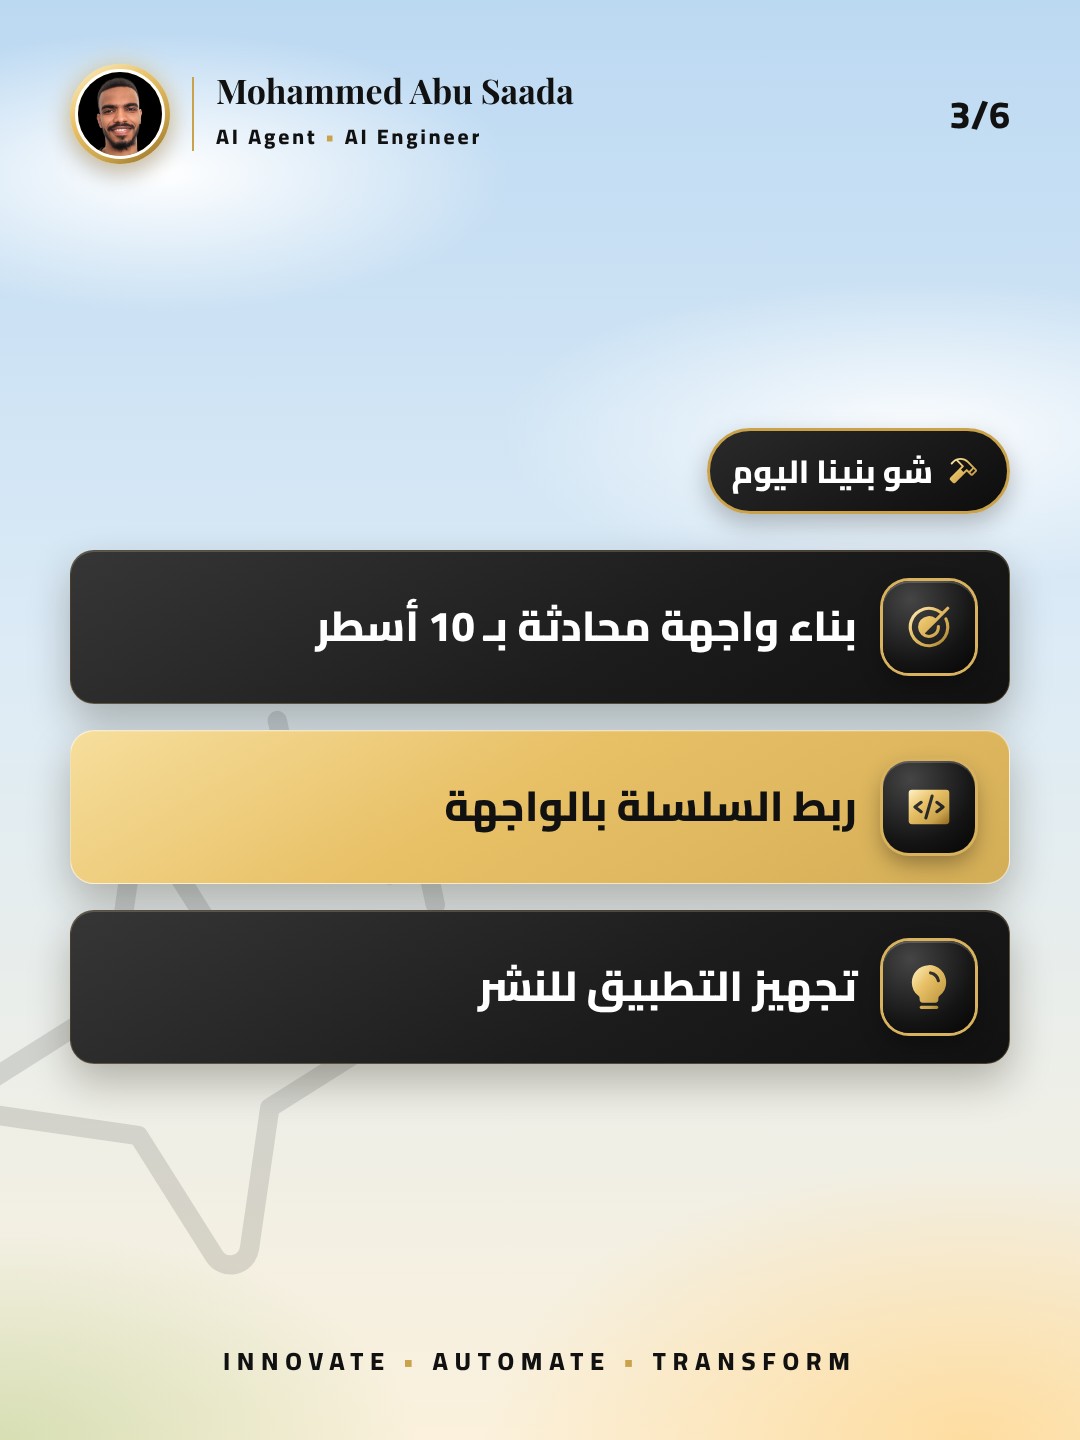 Mohammed Abu Saada
AI Agent ▪ AI Engineer
3/6
شو بنينا اليوم
بناء واجهة محادثة بـ 10 أسطر
ربط السلسلة بالواجهة
تجهيز التطبيق للنشر
INNOVATE ▪ AUTOMATE ▪ TRANSFORM